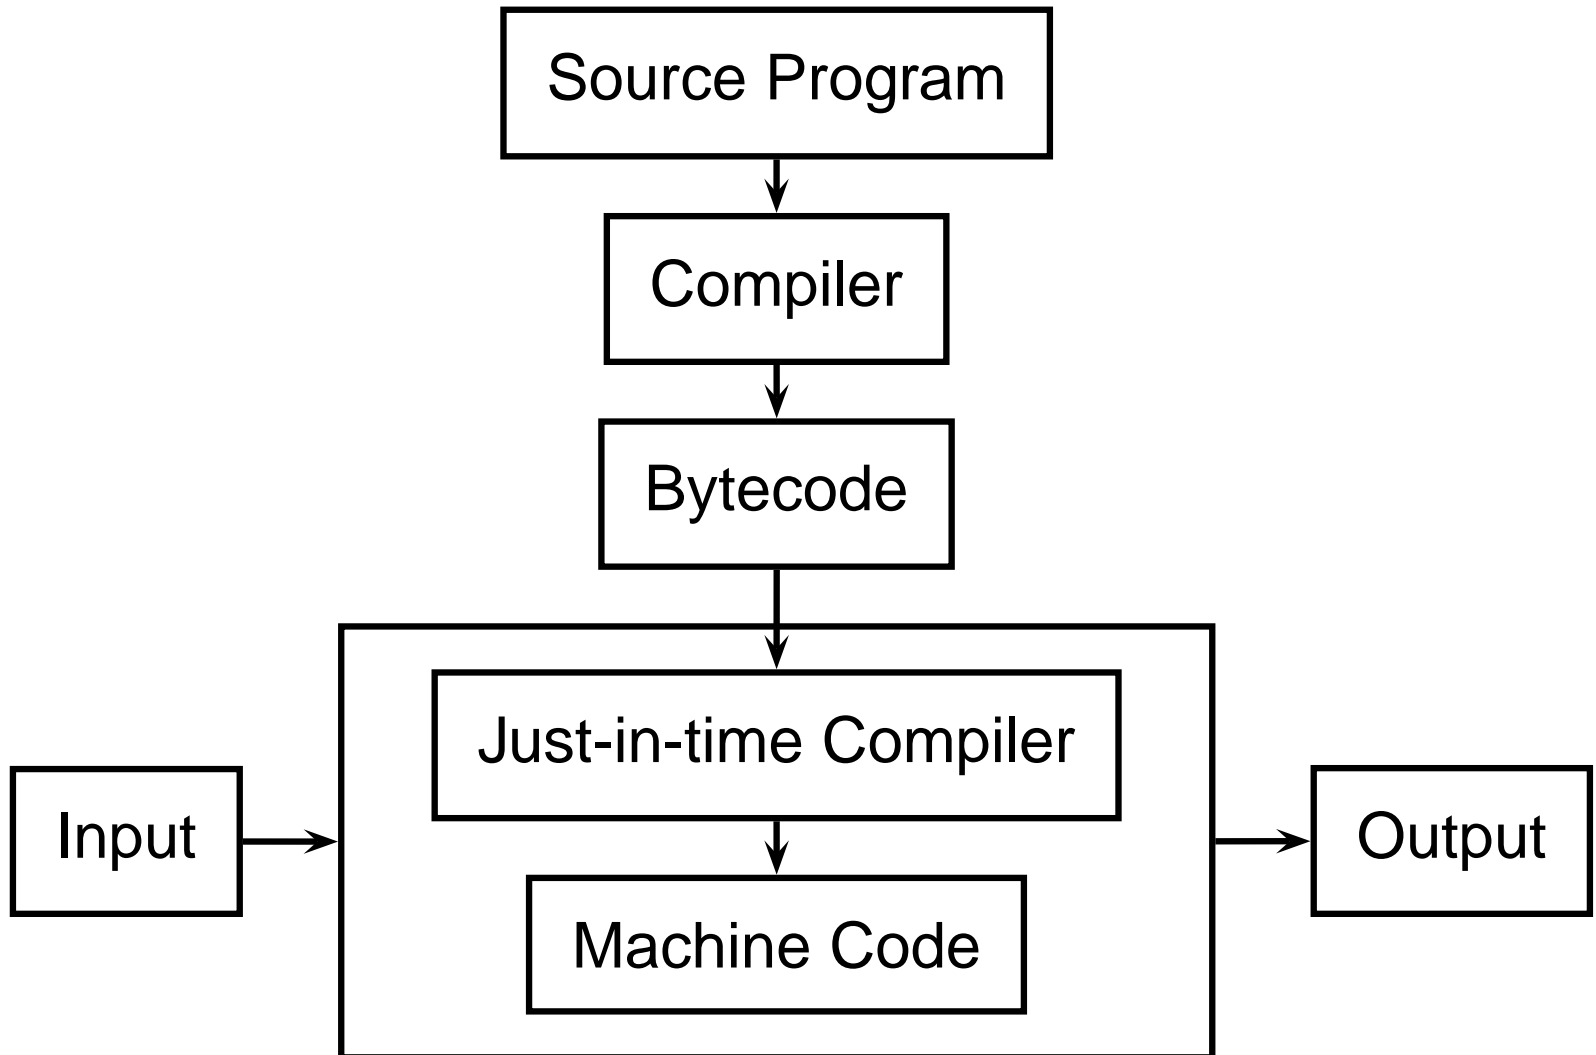 Source Program
Compiler
Bytecode
Just-in-time Compiler
Input
Output
Machine Code